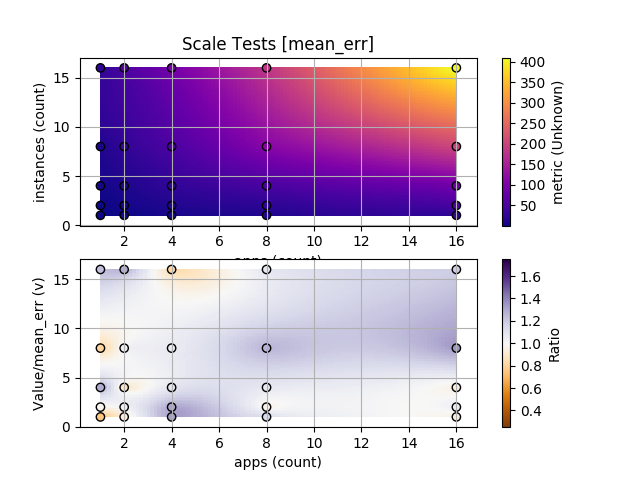 Scale Tests [mean_err]
instances (count)
15
10
5
0
2 4 6 8 10 12 14 16
apps (count)
400
350
300
250
200
150
100
50
metric (Unknown)
Value/mean_err (v)
15
10
5
0
2 4 6 8 10 12 14 16
apps (count)
1.6
1.4
1.2
1.0
0.8
0.6
0.4
Ratio